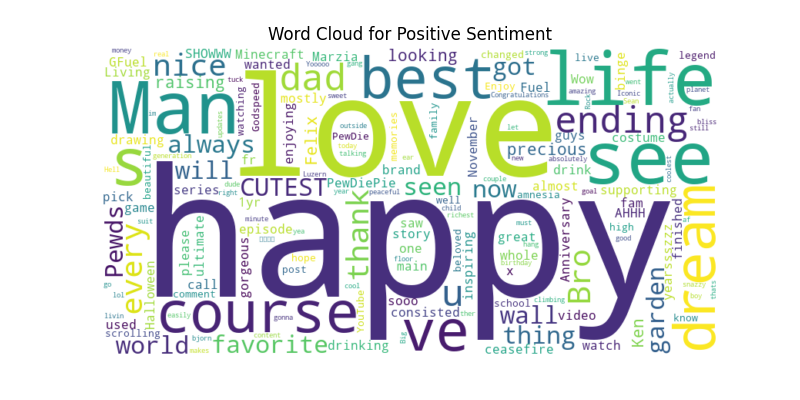 Word Cloud for Positive Sentiment
money
real
Yooooo
strong
SHOWWW
Minecraft
Marzia
looking
changed
live
legend
GFuel
nice
wanted
dad
best
got
Wow
life
Living
raising
mostly
Enjoy
Fuel
binge
Man
love
Congratulations
amazing
Iconic
planet
actually
went
watching
Godspeed
enjoying
Felix
outside
PewDie
today
talking
memories
family
November
ending
costume
bliss
still
drawing
always
updates
guys
precious
see
s
beautiful
will
fr
Luzern
brand
drink
absolutely
coolest
series
CUTEST
PewDiePie
seen
now
almost
supporting
pick
1yr
year
amnesia
goal
right
dude
generation
peaceful
couple
new
child
richest
game
Pewds
every
happy
thank
saw
well
fam
AHHH
high
suit
minute
episode
yea
story
one
great
must
hang
good
birthday
Anniversary
finished
dream
please
ultimate
gorgeous
hope
floor
main
beloved
inspiring
whole
x
Bro
yearssszzz
Halloween
call
post
cool
YouTube
sooo
u
school
climbing
garden
snazzy
hey
comment
lol
go
used
course
consisted
wall
video
Ken
know
thats
livin
easily
gonna
content
Big
ve
thing
scrolling
world
bjorn
makes
favorite
drinking
ceasefire
watch